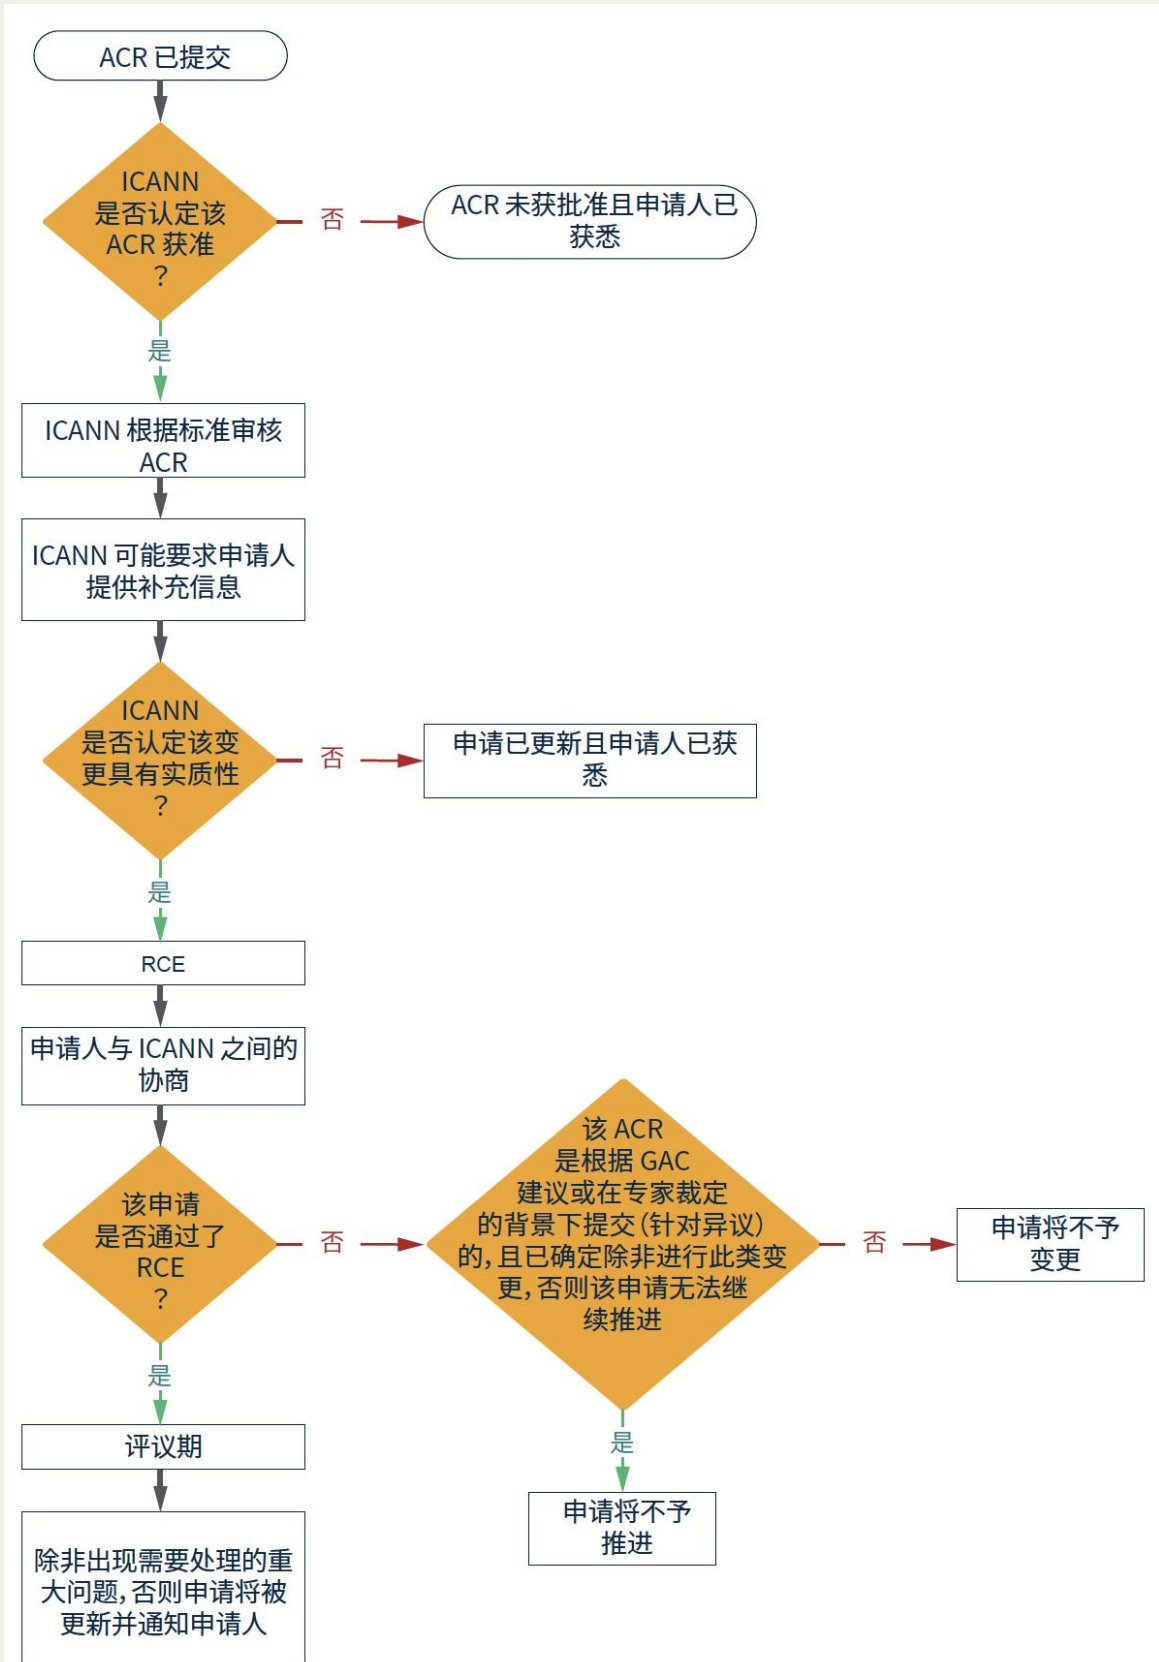 ACR 已提交
ICANN
是否认定该
ACR 获准
？
否
ACR 未获批准且申请人已
获悉
是
ICANN 根据标准审核
ACR
ICANN 可能要求申请人
提供补充信息
ICANN
是否认定该变
更具有实质性
？
否
申请已更新且申请人已获
悉
是
RCE
申请人与 ICANN 之间的
协商
该申请
是否通过了
RCE
？
否
该 ACR
是根据 GAC
建议或在专家裁定
的背景下提交（针对异议）
的，且已确定除非进行此类变
更，否则该申请无法继
续推进
否
申请将不予
变更
是
评议期
是
申请将不予
推进
除非出现需要处理的重
大问题，否则申请将被
更新并通知申请人